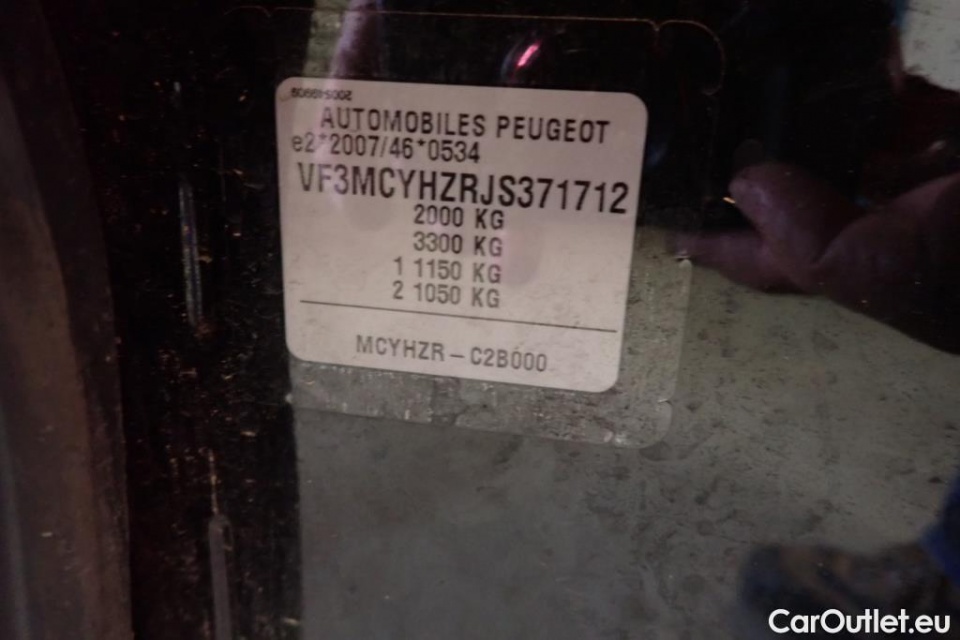 AUTOMOBILES PEUGEOT
e2*2007/46*0534
VF3MCYHZRJS371712
2000 KG
3300 KG
1 1150 KG
2 1050 KG
MCYHZR-C2B000
CarOutlet.eu